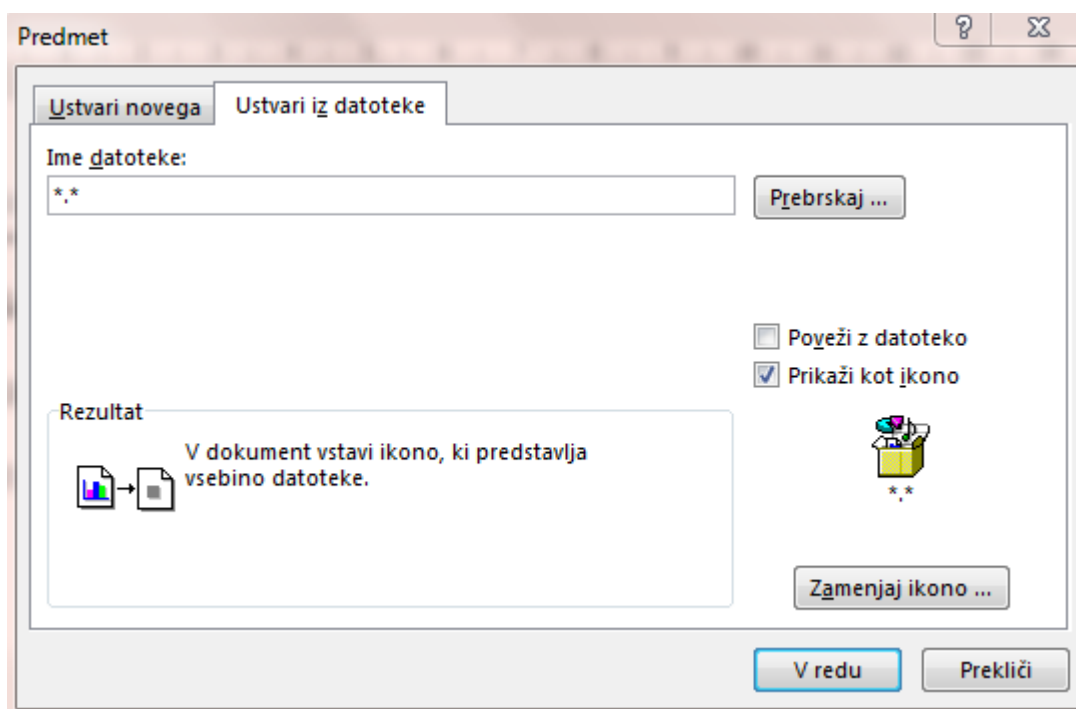 Predmet
Ustvari novega
Ustvari iz datoteke
Ime datoteke:
*.*
Prebrskaj ...
Poveži z datoteko
Prikaži kot ikono
Rezultat
V dokument vstavi ikono, ki predstavlja
vsebino datoteke.
*.*
Zamenjaj ikono ...
V redu
Prekliči